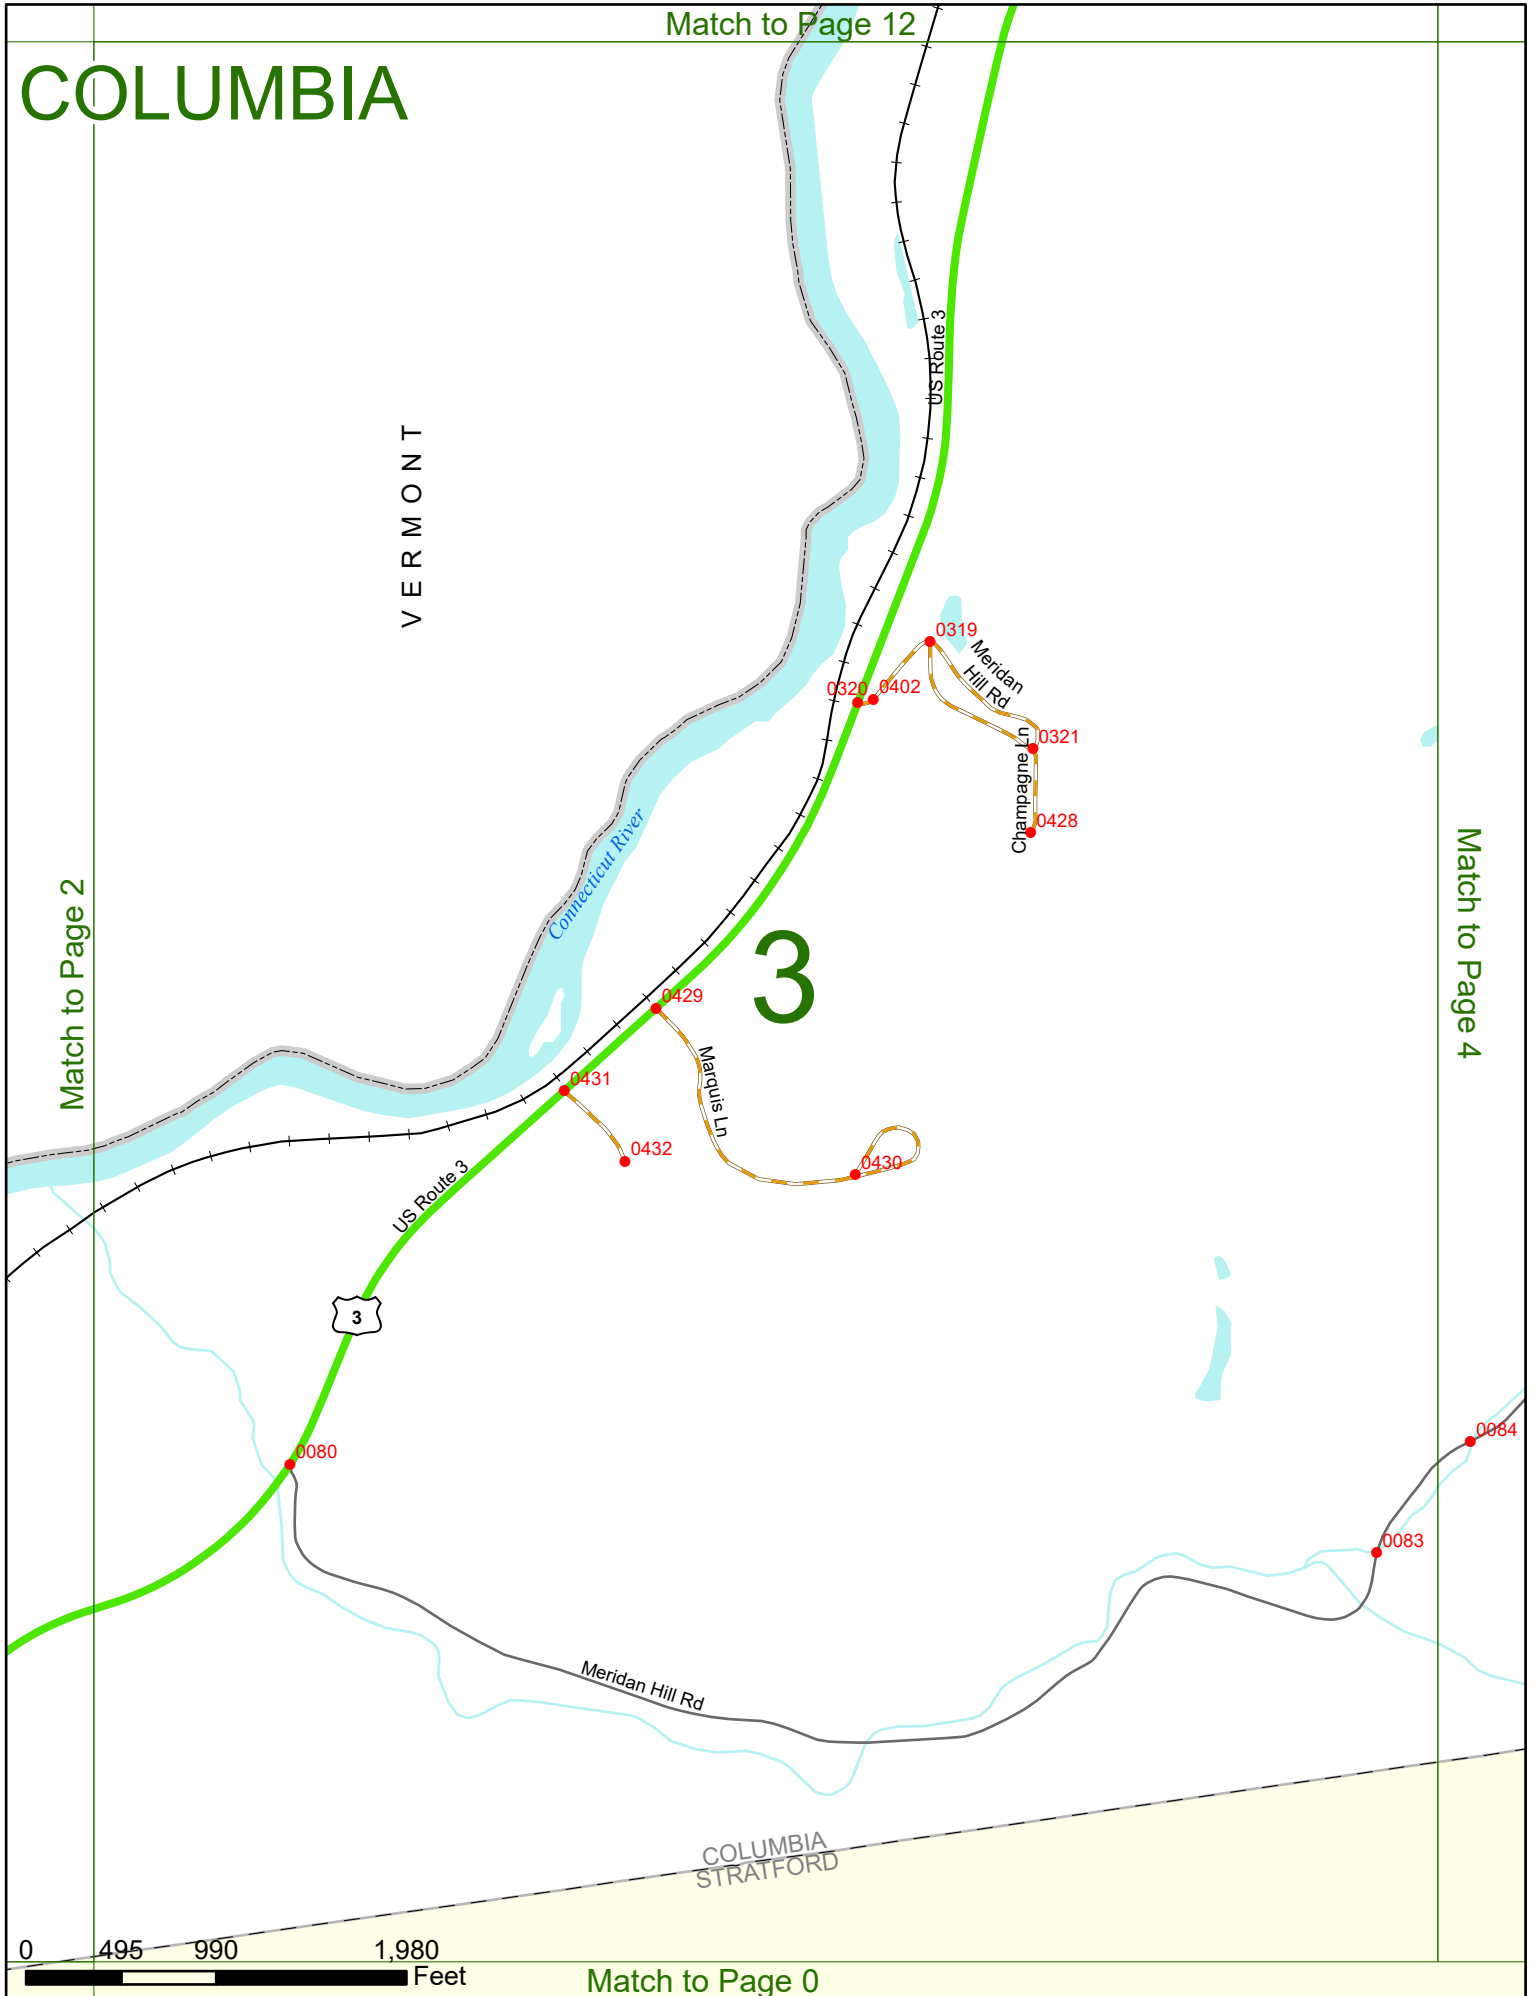 Match to Page 12
COLUMBIA
US Route 3
VERMONT
0319
Meridan
Hill Rd
0320
0402
0321
Champagne Ln
0428
Connecticut River
Match to Page 2
Match to Page 4
3
0429
Marquis Ln
0431
0432
0430
US Route 3
3
0080
0084
0083
Meridan Hill Rd
COLUMBIA
STRATFORD
0 495 990 1,980
Feet
Match to Page 0